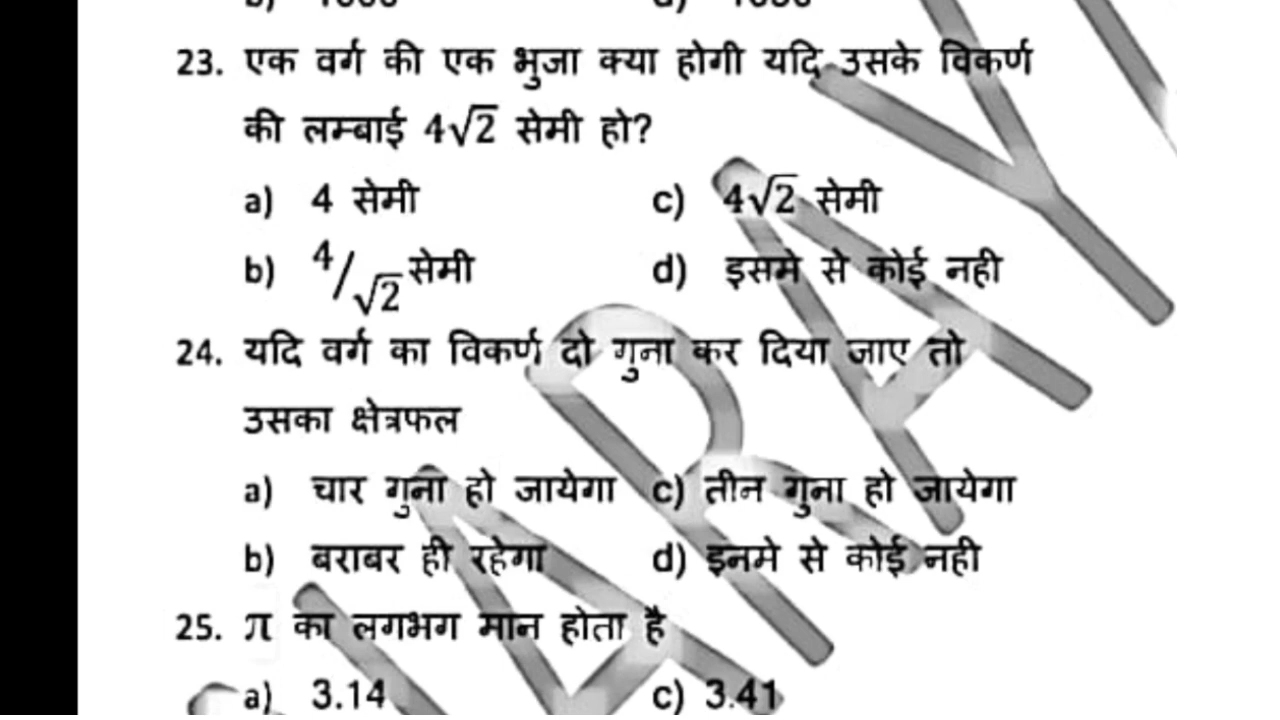 23. एक वर्ग की एक भुजा क्या होगी यदि उसके विकर्ण
की लम्बाई 4√2 सेमी हो?
a) 4 सेमी c) 4√2 सेमी
b) 4/√2 सेमी d) इसमे से कोई नही
24. यदि वर्ग का विकर्ण दो गुना कर दिया जाए तो
उसका क्षेत्रफल
a) चार गुना हो जायेगा c) तीन गुना हो जायेगा
b) बराबर ही रहेगा d) इनमे से कोई नही
25. π का लगभग मान होता है
a) 3.14 c) 3.41